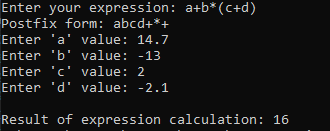 Enter your expression: a+b*(c+d)
Postfix form: abcd+*+
Enter 'a' value: 14.7
Enter 'b' value: -13
Enter 'c' value: 2
Enter 'd' value: -2.1
Result of expression calculation: 16